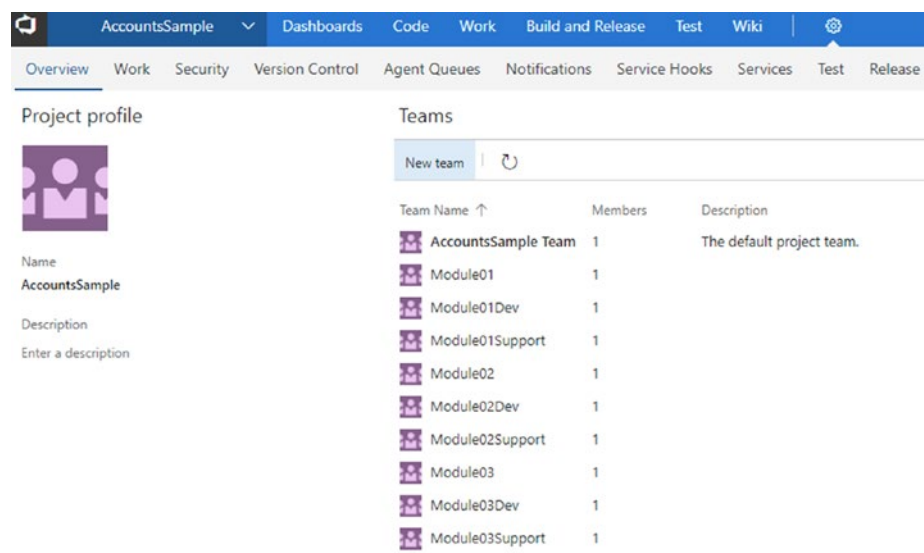 AccountsSample Dashboards Code Work Build and Release Test Wiki
Overview Work Security Version Control Agent Queues Notifications Service Hooks Services Test Release
Project profile
Name
AccountsSample
Description
Enter a description
Teams
New team
Team Name Members Description
AccountsSample Team 1 The default project team.
Module01 1
Module01Dev 1
Module01Support 1
Module02 1
Module02Dev 1
Module02Support 1
Module03 1
Module03Dev 1
Module03Support 1